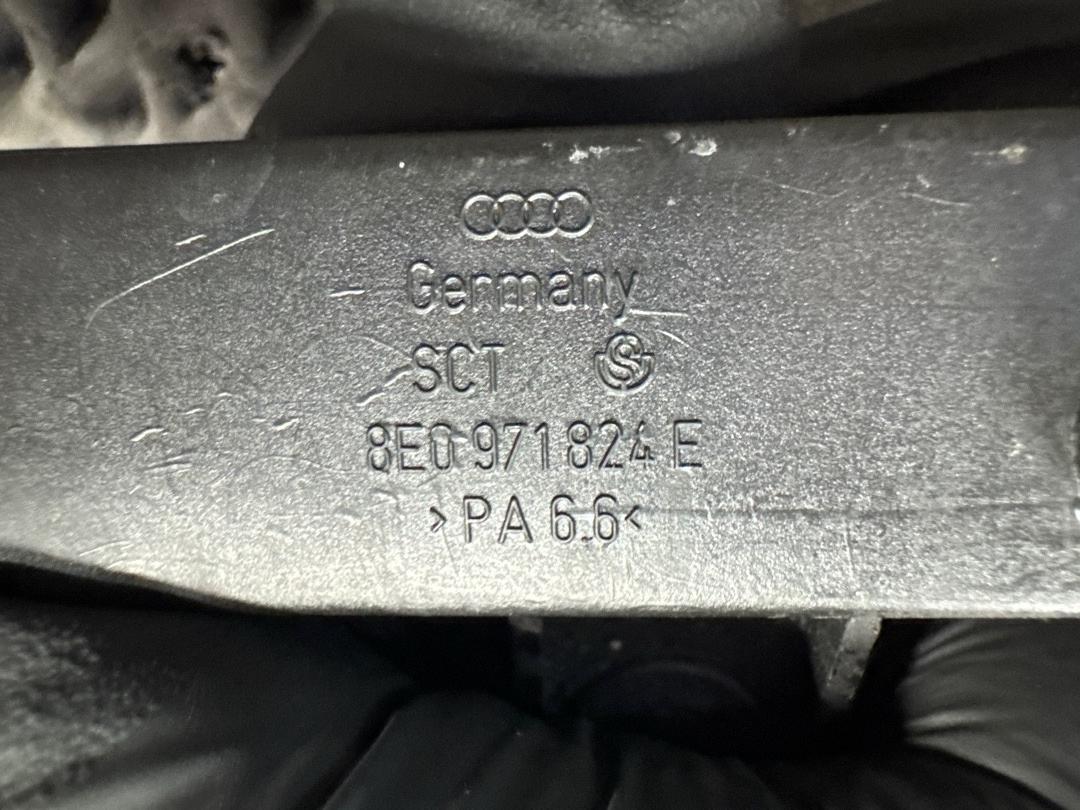 Germany
SCT S
8E0 971 824 E
>PA 6.6<